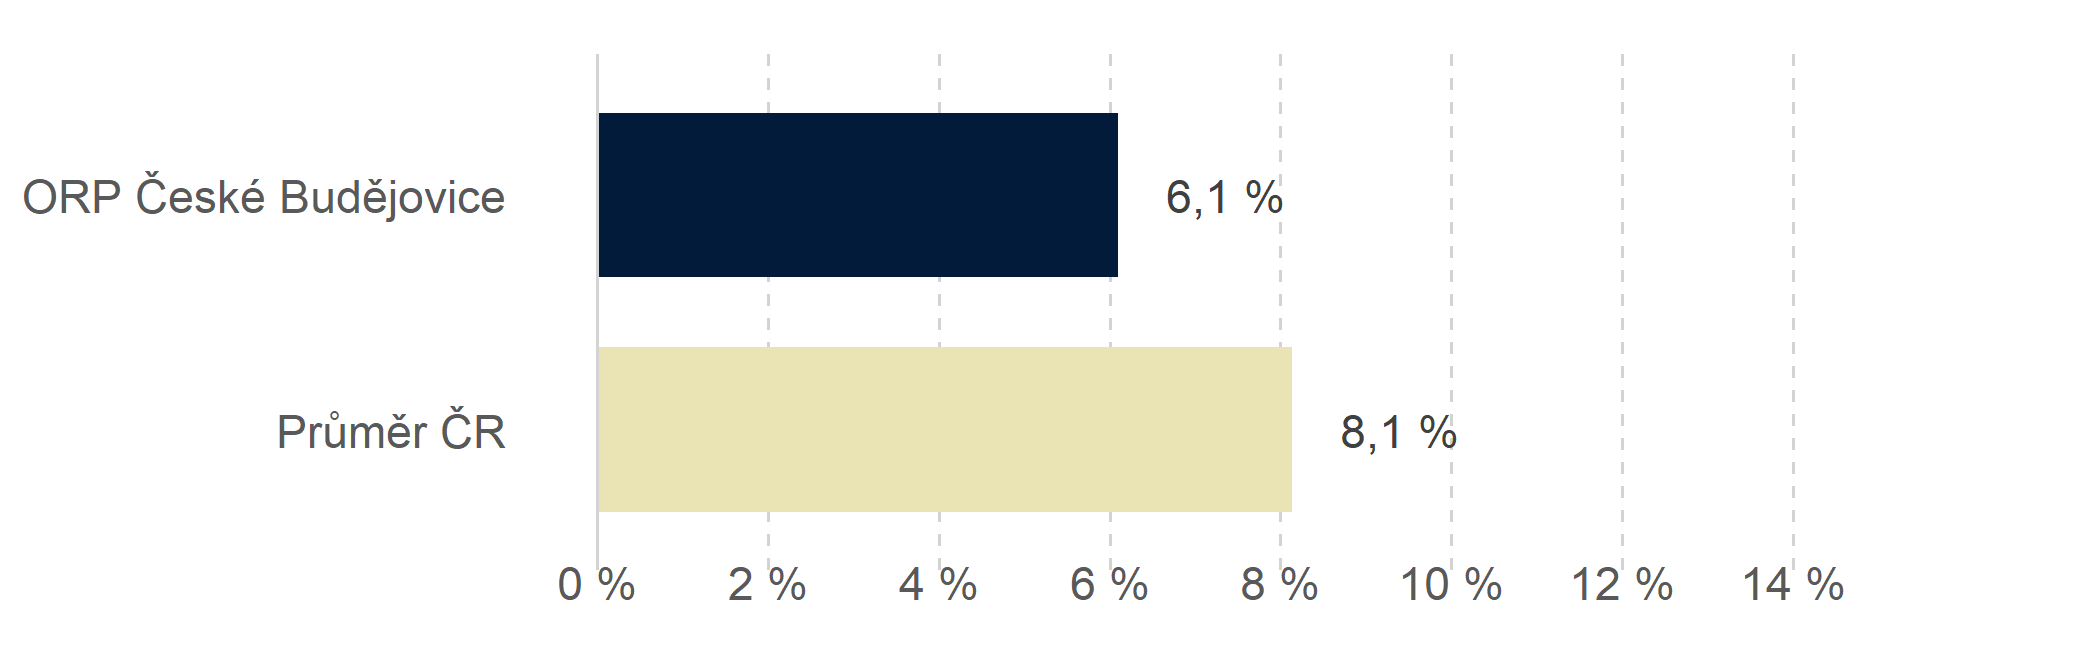 ORP České Budějovice
6,1 %
Průměr ČR
8,1 %
0 % 2 % 4 % 6 % 8 % 10 % 12 % 14 %